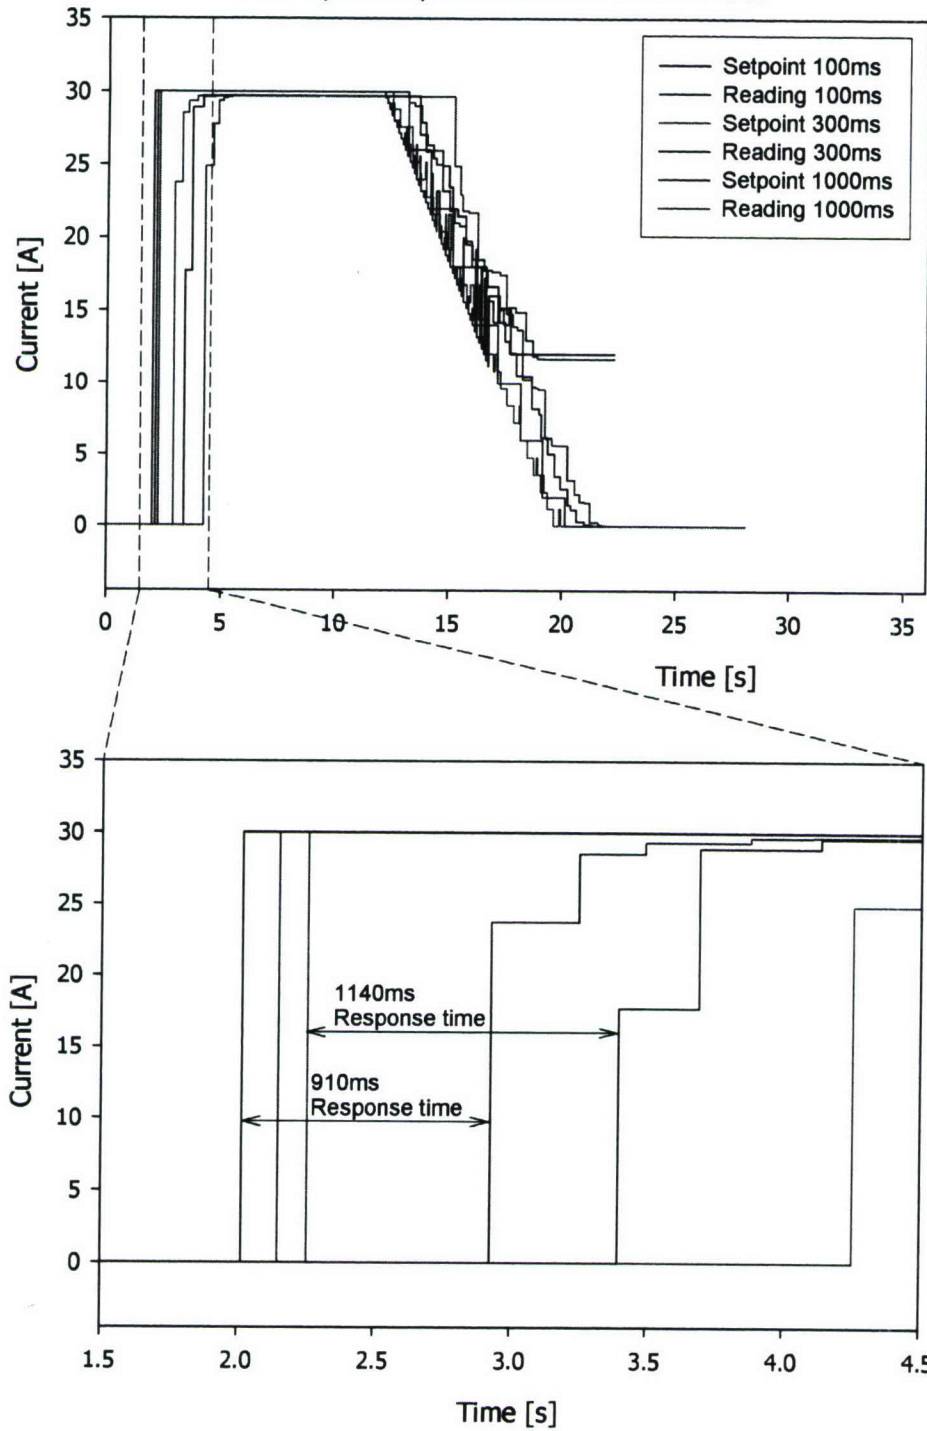 35
30
25
20
15
10
5
0
Current [A]
Setpoint 100ms
Reading 100ms
Setpoint 300ms
Reading 300ms
Setpoint 1000ms
Reading 1000ms
0 5 10 15 20 25 30 35
Time [s]
35
30
25
20
15
10
5
0
Current [A]
1140ms
Response time
910ms
Response time
1.5 2.0 2.5 3.0 3.5 4.0 4.5
Time [s]